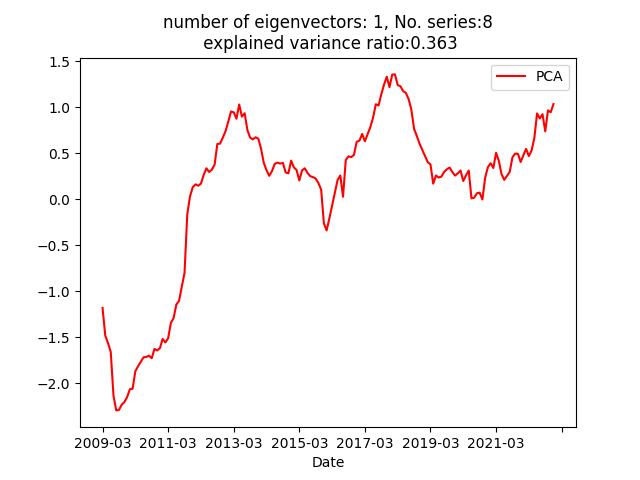 number of eigenvectors: 1, No. series:8
explained variance ratio:0.363
PCA
1.5
1.0
0.5
0.0
−0.5
−1.0
−1.5
−2.0
2009-03 2011-03 2013-03 2015-03 2017-03 2019-03 2021-03
Date